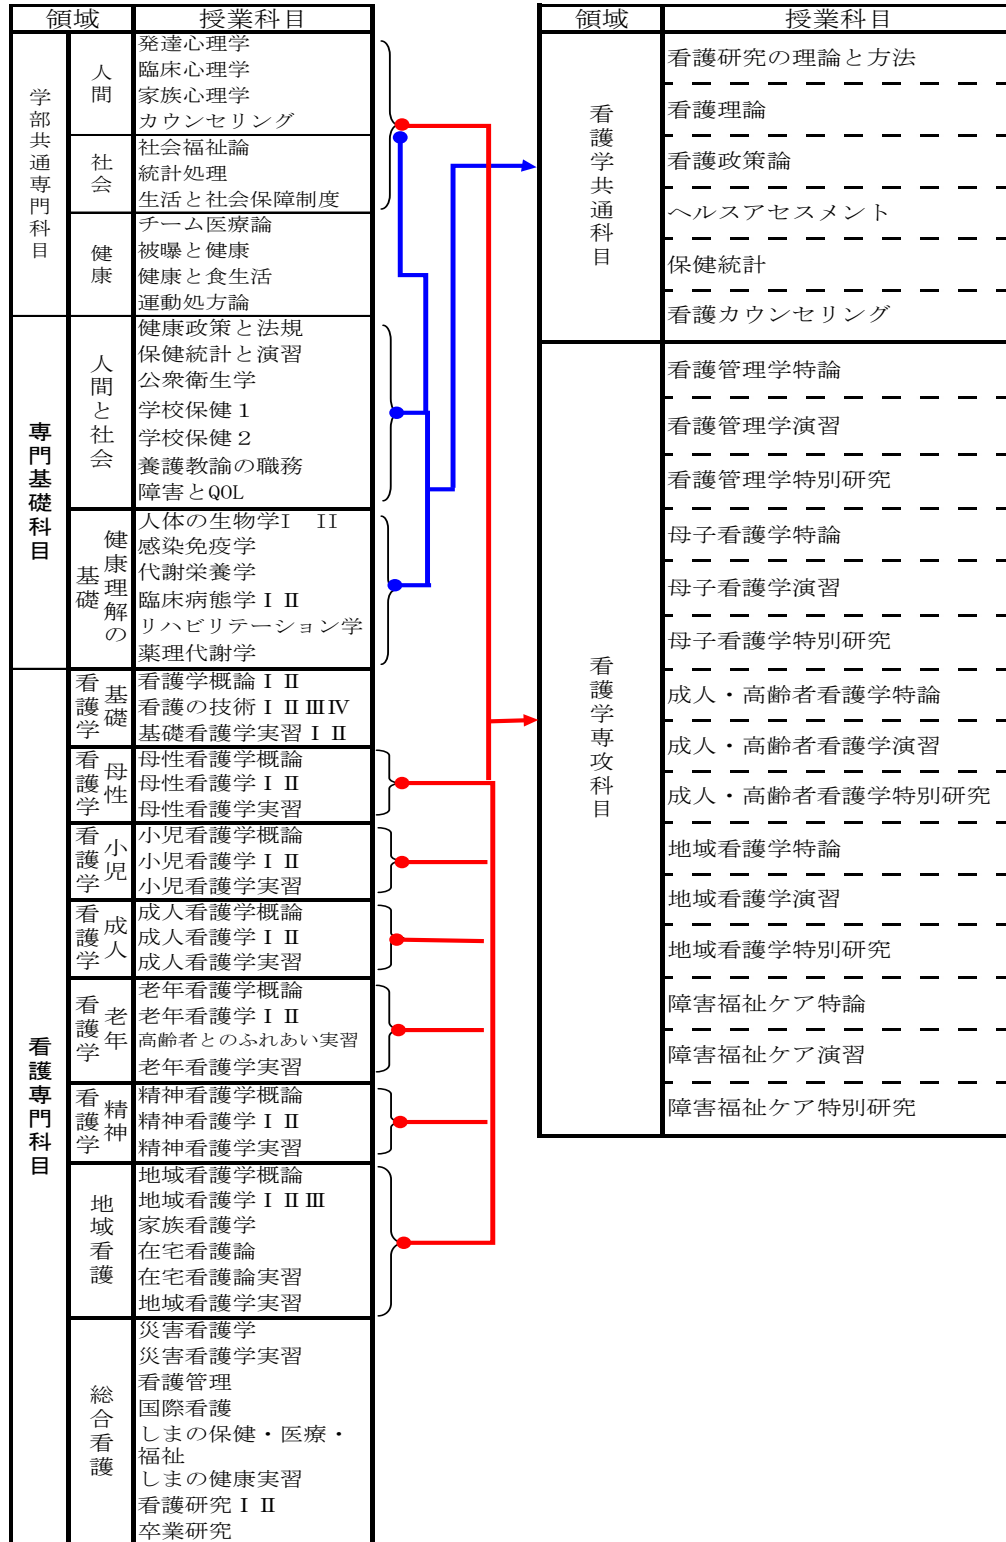 領域
授業科目
学部共通専門科目
人間
発達心理学
臨床心理学
家族心理学
カウンセリング
社会
社会福祉論
統計処理
生活と社会保障制度
健康
チーム医療論
被曝と健康
健康と食生活
運動処方論
専門基礎科目
人間と社会
健康政策と法規
保健統計と演習
公衆衛生学
学校保健１
学校保健２
養護教諭の職務
障害とQOL
健康理解の
基礎
人体の生物学I　II
感染免疫学
代謝栄養学
臨床病態学Ⅰ Ⅱ
リハビリテーション学
薬理代謝学
看護専門科目
基礎
看護学
看護学概論Ⅰ Ⅱ
看護の技術Ⅰ Ⅱ Ⅲ Ⅳ
基礎看護学実習Ⅰ Ⅱ
母性
看護学
母性看護学概論
母性看護学Ⅰ Ⅱ
母性看護学実習
小児
看護学
小児看護学概論
小児看護学Ⅰ Ⅱ
小児看護学実習
成人
看護学
成人看護学概論
成人看護学Ⅰ Ⅱ
成人看護学実習
老年
看護学
老年看護学概論
老年看護学Ⅰ Ⅱ
高齢者とのふれあい実習
老年看護学実習
精神
看護学
精神看護学概論
精神看護学Ⅰ Ⅱ
精神看護学実習
地域看護
地域看護学概論
地域看護学Ⅰ Ⅱ Ⅲ
家族看護学
在宅看護論
在宅看護論実習
地域看護学実習
総合看護
災害看護学
災害看護学実習
看護管理
国際看護
しまの保健・医療・
福祉
しまの健康実習
看護研究Ⅰ Ⅱ
卒業研究
領域
授業科目
看護学共通科目
看護研究の理論と方法
看護理論
看護政策論
ヘルスアセスメント
保健統計
看護カウンセリング
看護学専攻科目
看護管理学特論
看護管理学演習
看護管理学特別研究
母子看護学特論
母子看護学演習
母子看護学特別研究
成人・高齢者看護学特論
成人・高齢者看護学演習
成人・高齢者看護学特別研究
地域看護学特論
地域看護学演習
地域看護学特別研究
障害福祉ケア特論
障害福祉ケア演習
障害福祉ケア特別研究